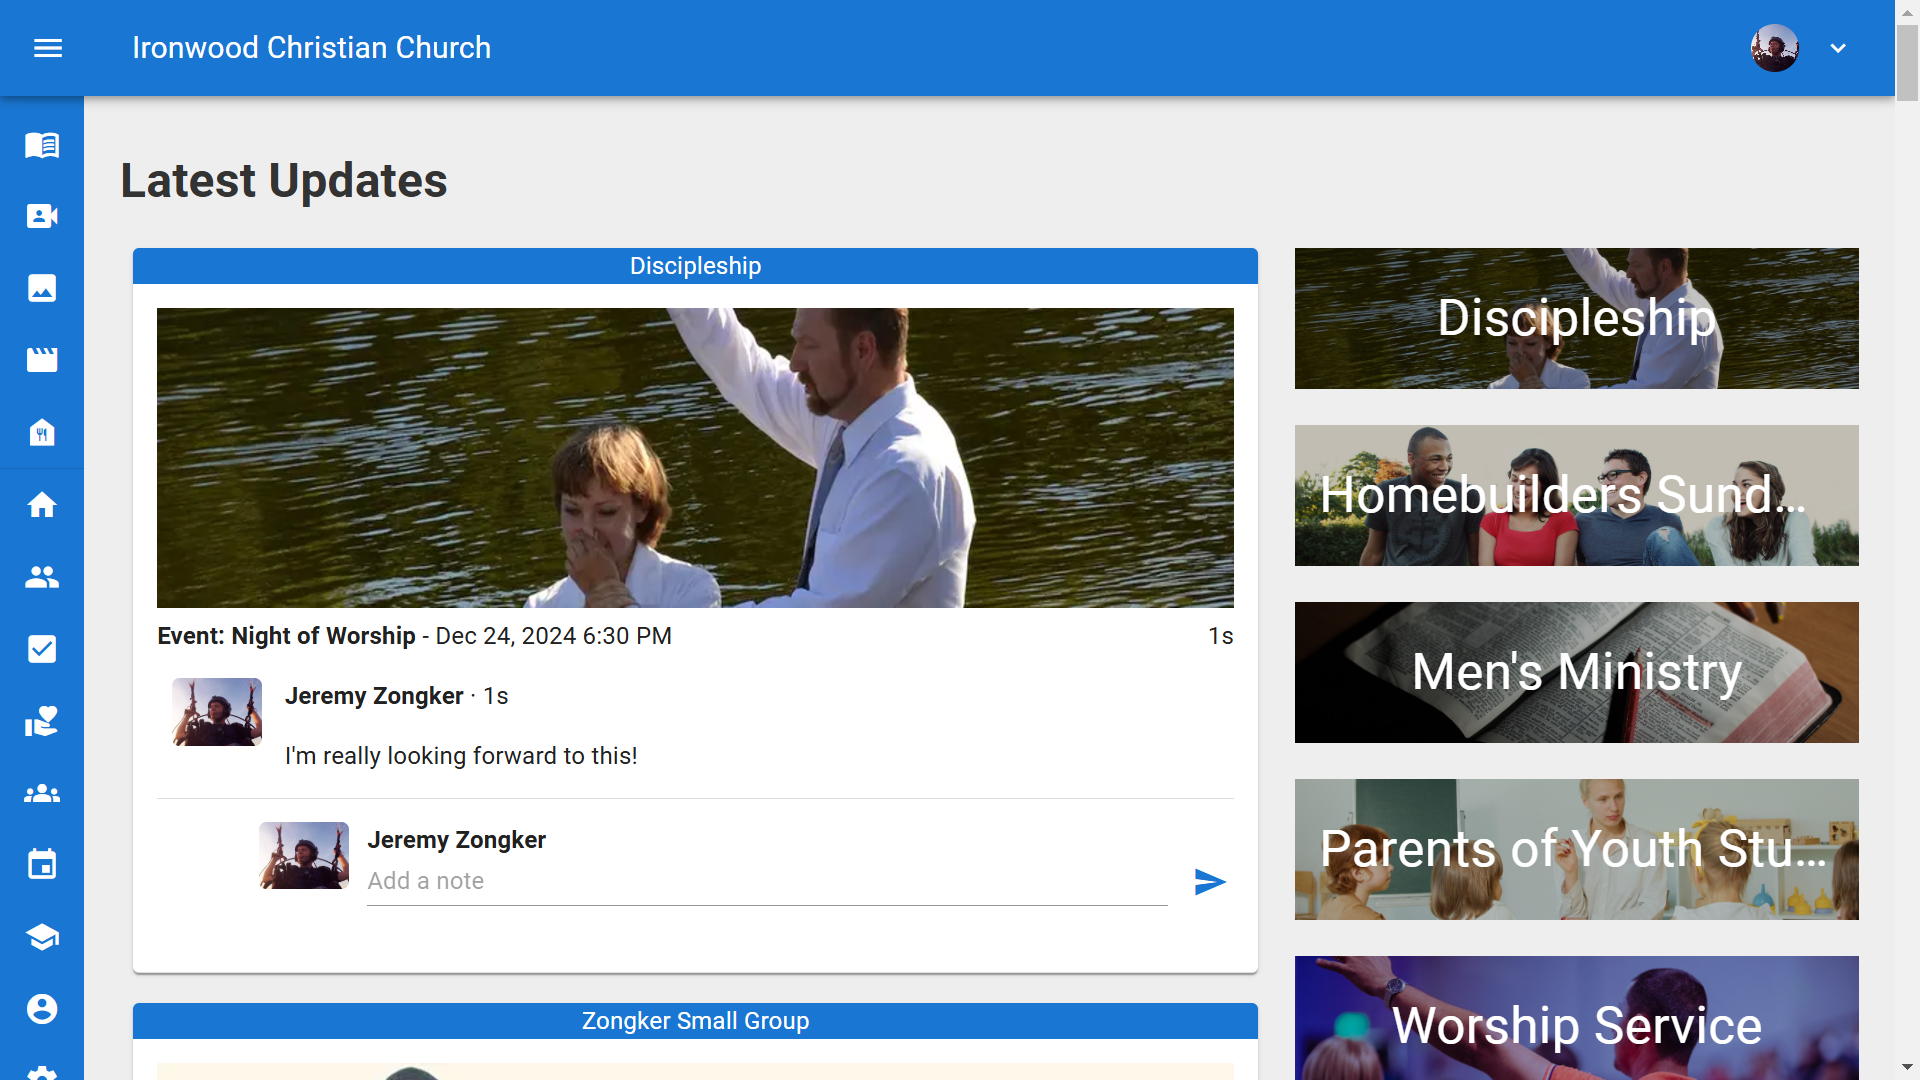 Ironwood Christian Church
Latest Updates
Discipleship
Event: Night of Worship - Dec 24, 2024 6:30 PM
1s
Jeremy Zongker · 1s
I'm really looking forward to this!
Jeremy Zongker
Add a note
Zongker Small Group
Discipleship
Homebuilders Sund...
Men's Ministry
Parents of Youth Stu...
Worship Service